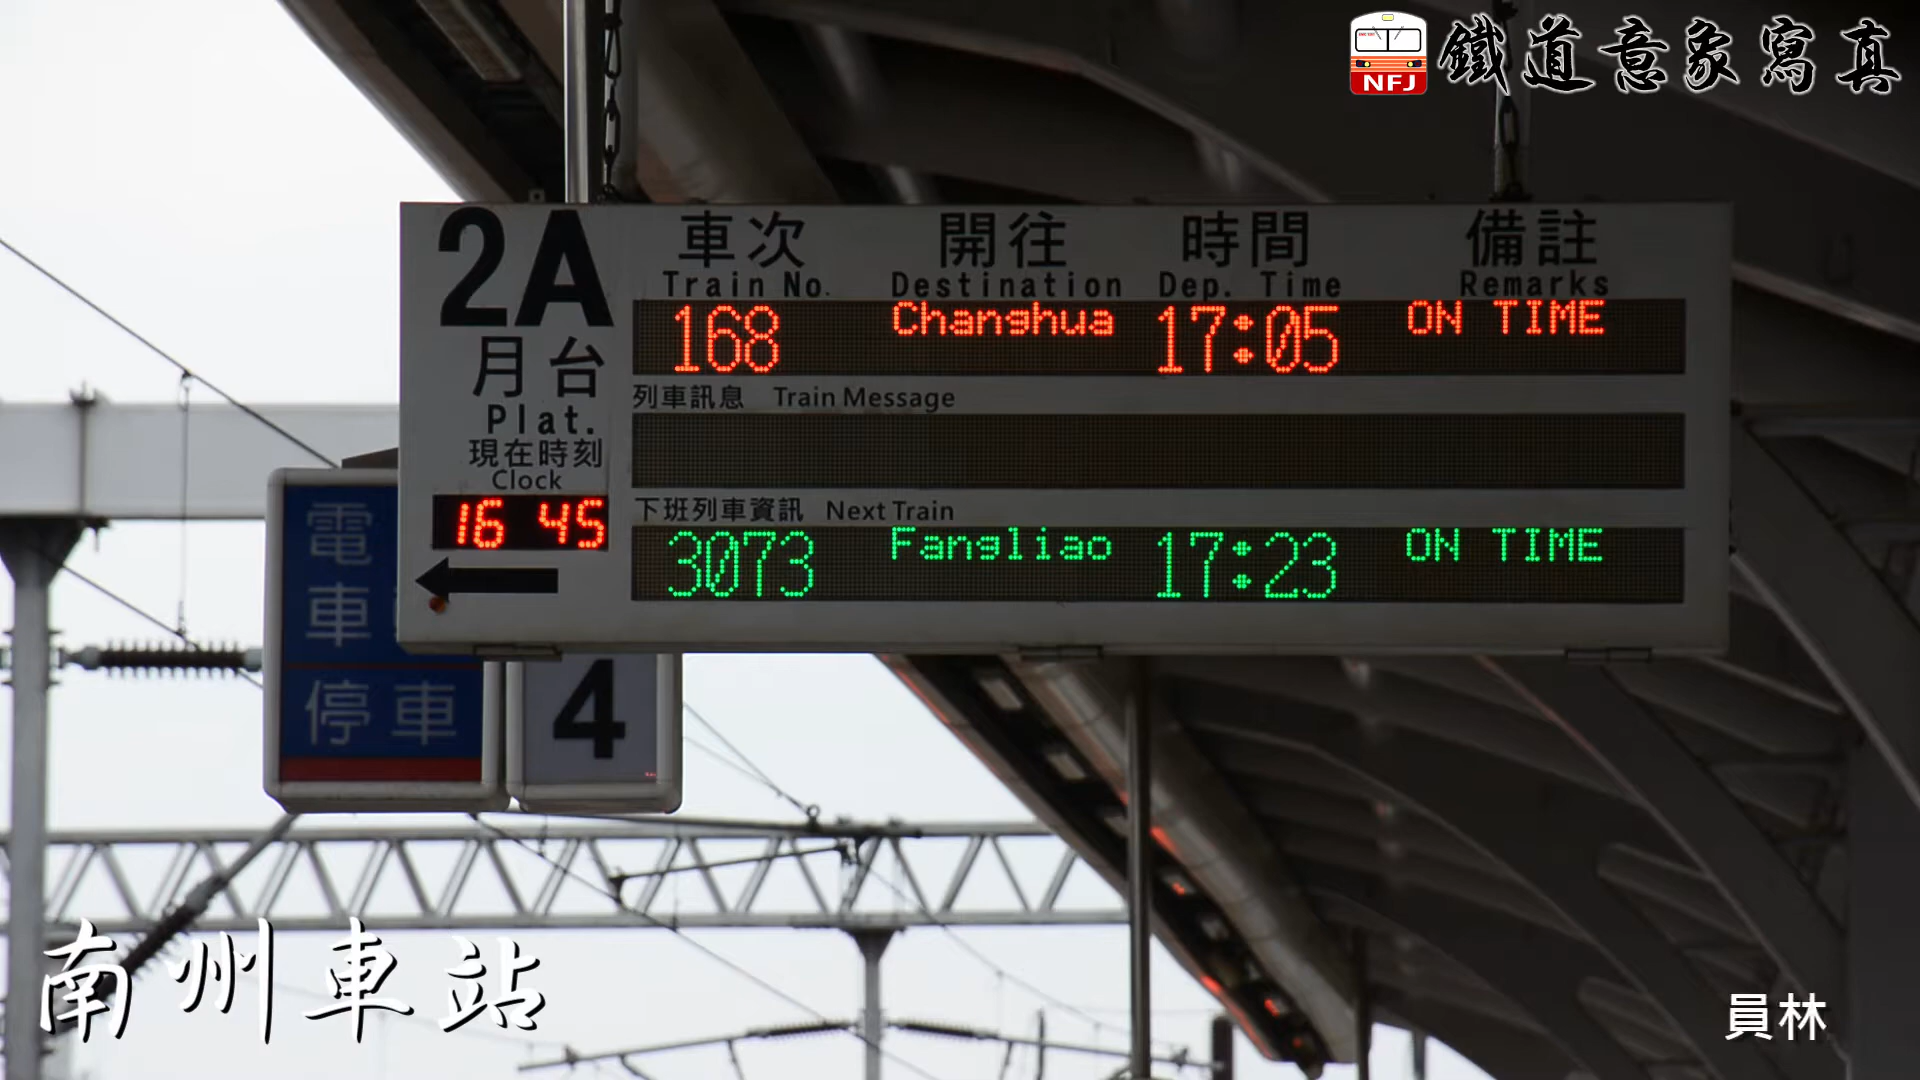 NFJ 鐵道意象寫真
2A
月台
Plat.
現在時刻
Clock
16 45
車次 開往 時間 備註
Train No. Destination Dep. Time Remarks
168 Changhua 17:05 ON TIME
列車訊息 Train Message
下班列車資訊 Next Train
3073 Fangliao 17:23 ON TIME
電
車
停車
4
南州車站
員林